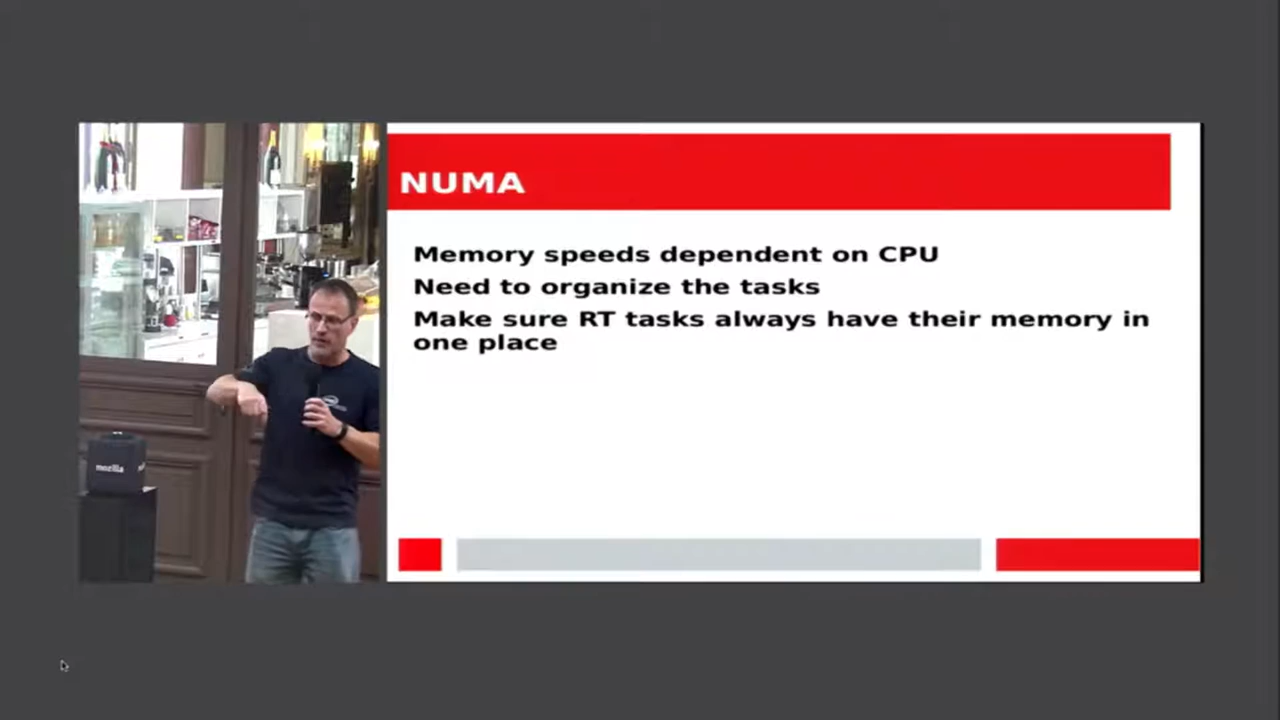 NUMA
Memory speeds dependent on CPU
Need to organize the tasks
Make sure RT tasks always have their memory in
one place
mozilla